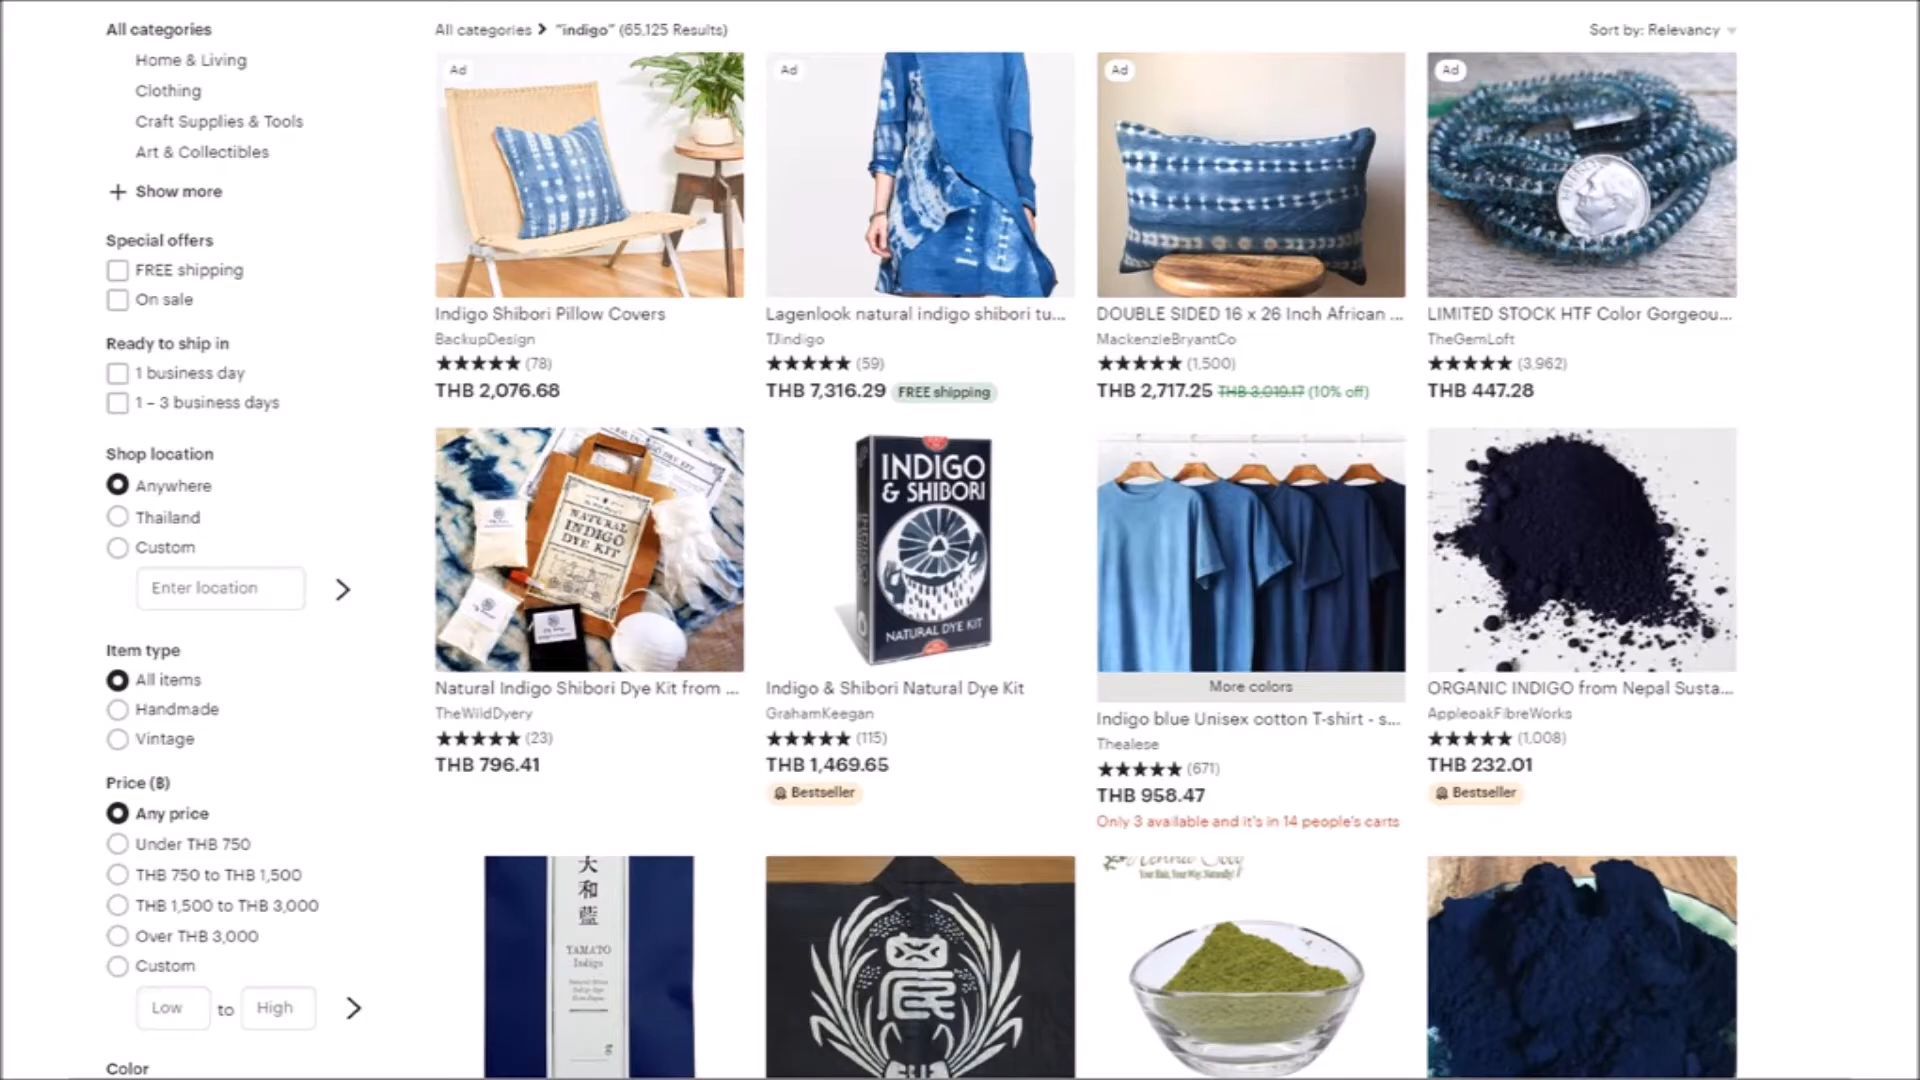 All categories
Home & Living
Clothing
Craft Supplies & Tools
Art & Collectibles
+ Show more
Special offers
FREE shipping
On sale
Ready to ship in
1 business day
1 – 3 business days
Shop location
Anywhere
Thailand
Custom
Enter location
Item type
All items
Handmade
Vintage
Price (฿)
Any price
Under THB 750
THB 750 to THB 1,500
THB 1,500 to THB 3,000
Over THB 3,000
Custom
Low to High
Color
All categories > "indigo" (65,125 Results)
Sort by: Relevancy
Ad
Indigo Shibori Pillow Covers
BackupDesign
★★★★★ (78)
THB 2,076.68
Ad
Lagenlook natural indigo shibori tu...
TJindigo
★★★★★ (59)
THB 7,316.29 FREE shipping
Ad
DOUBLE SIDED 16 x 26 Inch African ...
MackenzieBryantCo
★★★★★ (1,500)
THB 2,717.25 THB 3,019.17 (10% off)
Ad
LIBERTY
LIMITED STOCK HTF Color Gorgeou...
TheGemLoft
★★★★★ (3,962)
THB 447.28
NATURAL
INDIGO
DYE KIT
Natural Indigo Shibori Dye Kit from ...
TheWildDyery
★★★★★ (23)
THB 796.41
INDIGO
& SHIBORI
NATURAL DYE KIT
Indigo & Shibori Natural Dye Kit
GrahamKeegan
★★★★★ (115)
THB 1,469.65
Bestseller
More colors
Indigo blue Unisex cotton T-shirt - s...
Thealese
★★★★★ (671)
THB 958.47
Only 3 available and it's in 14 people's carts
ORGANIC INDIGO from Nepal Susta...
AppleoakFibreWorks
★★★★★ (1,008)
THB 232.01
Bestseller
大和藍
YAMATO
Indigo
Your Hair, Your Way, Naturally!